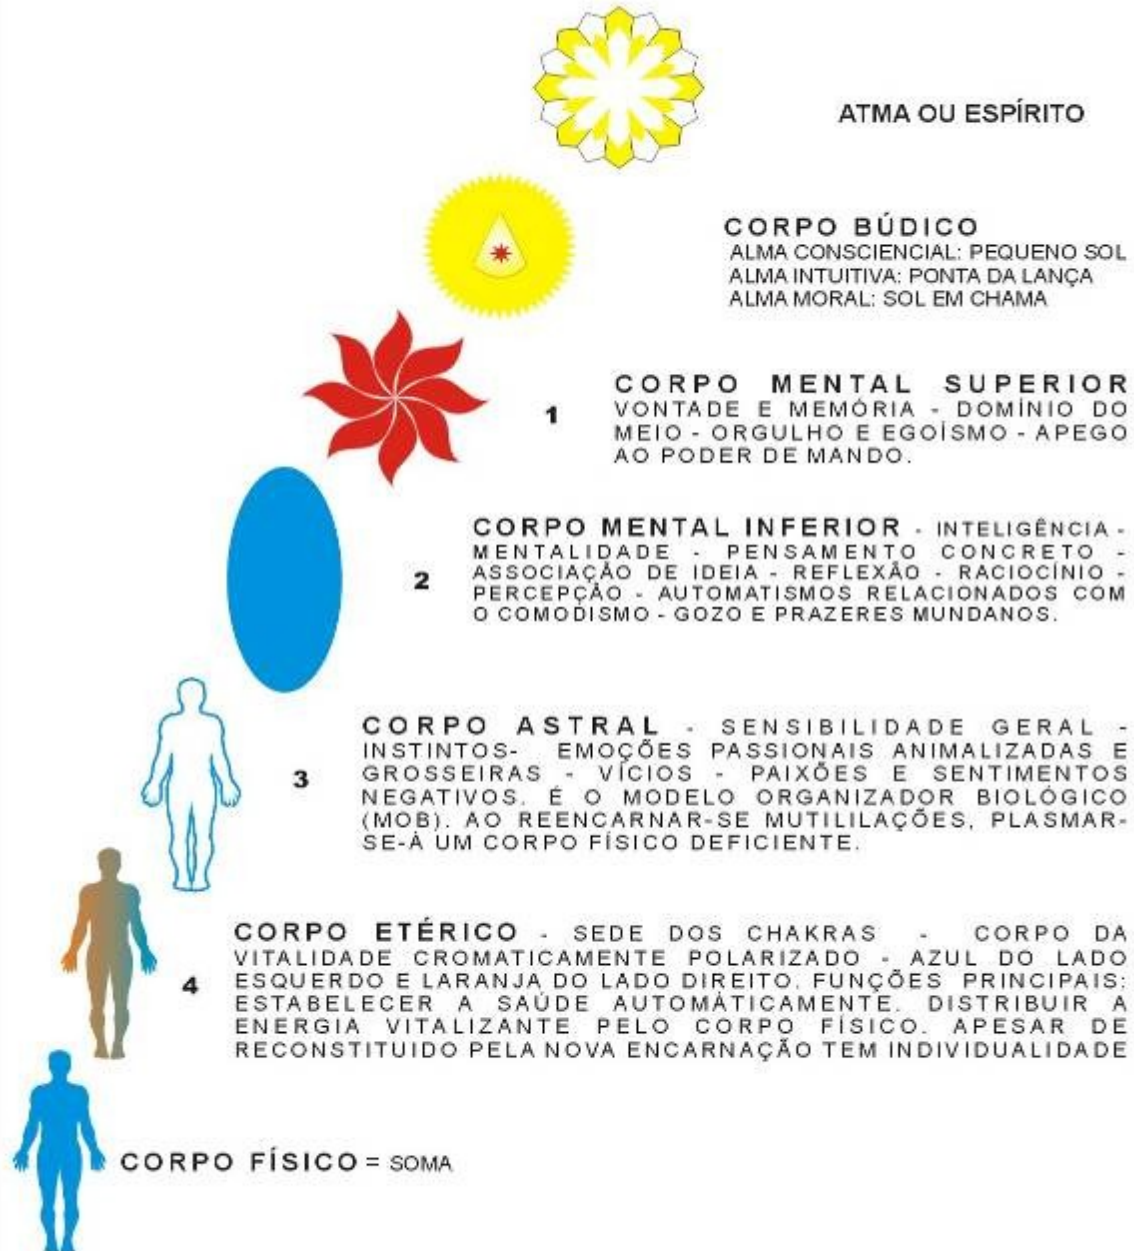 ATMA OU ESPÍRITO
CORPO BÚDICO
ALMA CONSCIENCIAL: PEQUENO SOL
ALMA INTUITIVA: PONTA DA LANÇA
ALMA MORAL: SOL EM CHAMA
CORPO MENTAL SUPERIOR
1 VONTADE E MEMÓRIA - DOMÍNIO DO
MEIO - ORGULHO E EGOÍSMO - APEGO
AO PODER DE MANDO.
CORPO MENTAL INFERIOR - INTELIGÊNCIA -
MENTALIDADE - PENSAMENTO CONCRETO -
2 ASSOCIAÇÃO DE IDEIA - REFLEXÃO - RACIOCÍNIO -
PERCEPÇÃO - AUTOMATISMOS RELACIONADOS COM
O COMODISMO - GOZO E PRAZERES MUNDANOS.
CORPO ASTRAL - SENSIBILIDADE GERAL -
INSTINTOS- EMOÇÕES PASSIONAIS ANIMALIZADAS E
3 GROSSEIRAS - VÍCIOS - PAIXÕES E SENTIMENTOS
NEGATIVOS. É O MODELO ORGANIZADOR BIOLÓGICO
(MOB). AO REENCARNAR-SE MUTILILAÇÕES, PLASMAR-
SE-Á UM CORPO FÍSICO DEFICIENTE.
CORPO ETÉRICO - SEDE DOS CHAKRAS - CORPO DA
VITALIDADE CROMATICAMENTE POLARIZADO - AZUL DO LADO
4 ESQUERDO E LARANJA DO LADO DIREITO. FUNÇÕES PRINCIPAIS:
ESTABELECER A SAÚDE AUTOMÁTICAMENTE. DISTRIBUIR A
ENERGIA VITALIZANTE PELO CORPO FÍSICO. APESAR DE
RECONSTITUIDO PELA NOVA ENCARNAÇÃO TEM INDIVIDUALIDADE
CORPO FÍSICO = SOMA